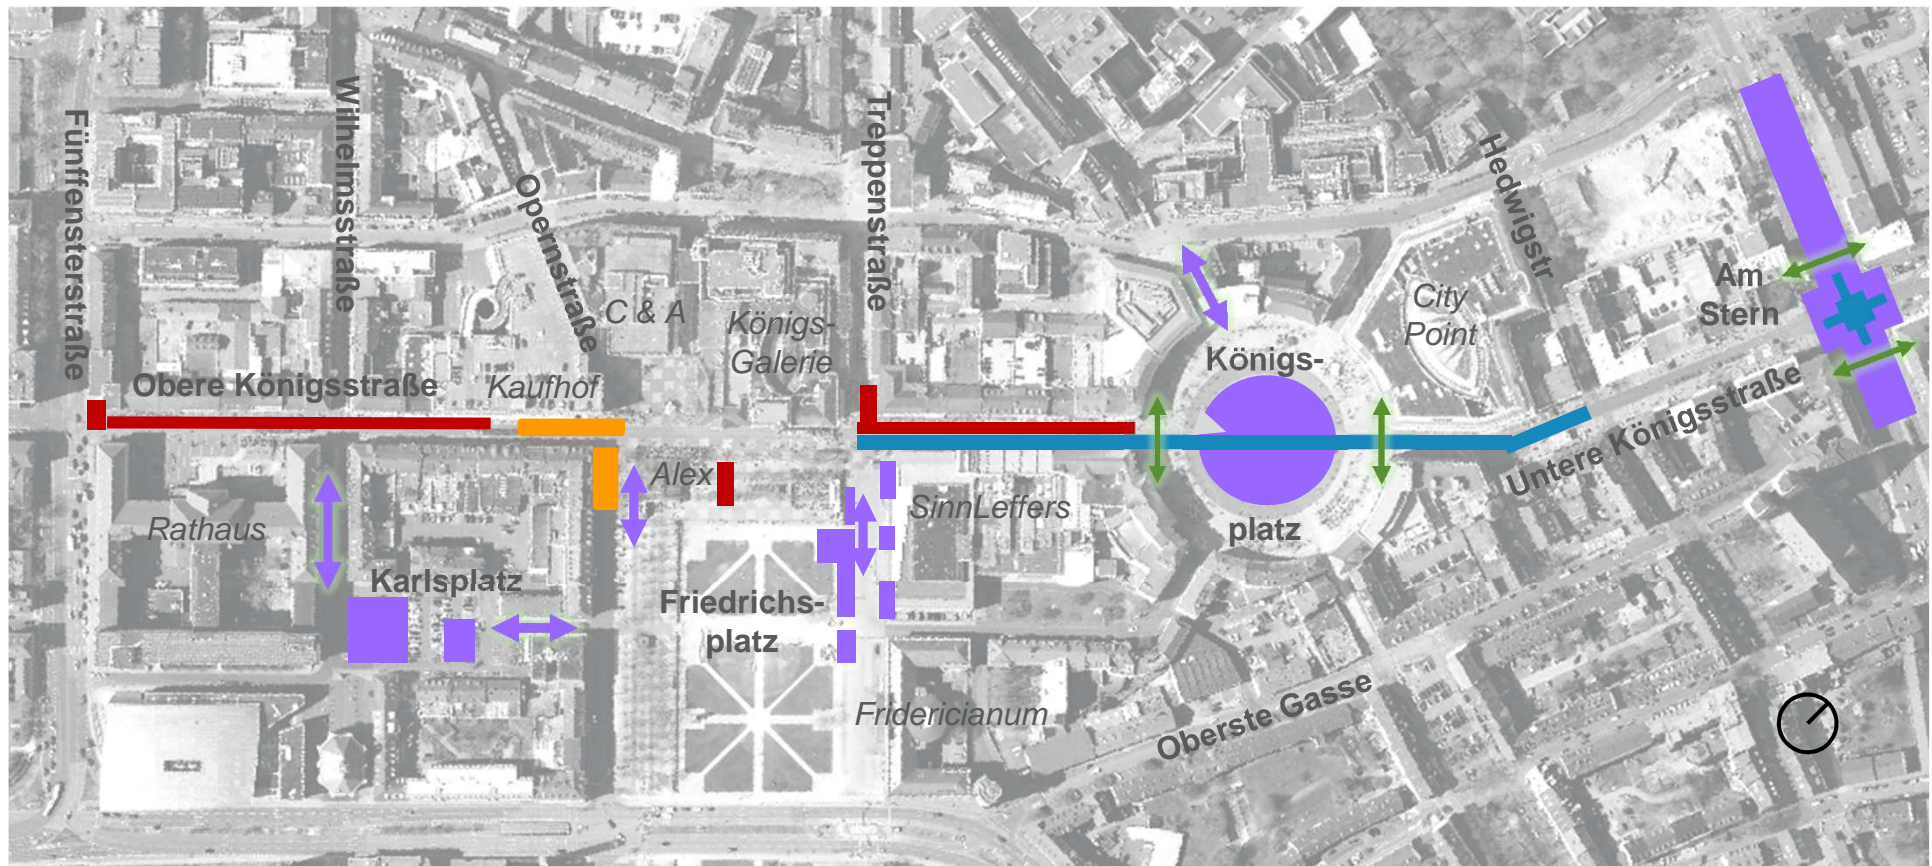 Fünffensterstraße
Wilhelmsstraße
Opernstraße
Treppenstraße
Hedwigstr
C & A
Königs-
Galerie
City
Point
Am
Stern
Obere Königsstraße
Kaufhof
Königs-
platz
Untere Königsstraße
Alex
SinnLeffers
Rathaus
Karlsplatz
Friedrichs-
platz
Fridericianum
Oberste Gasse